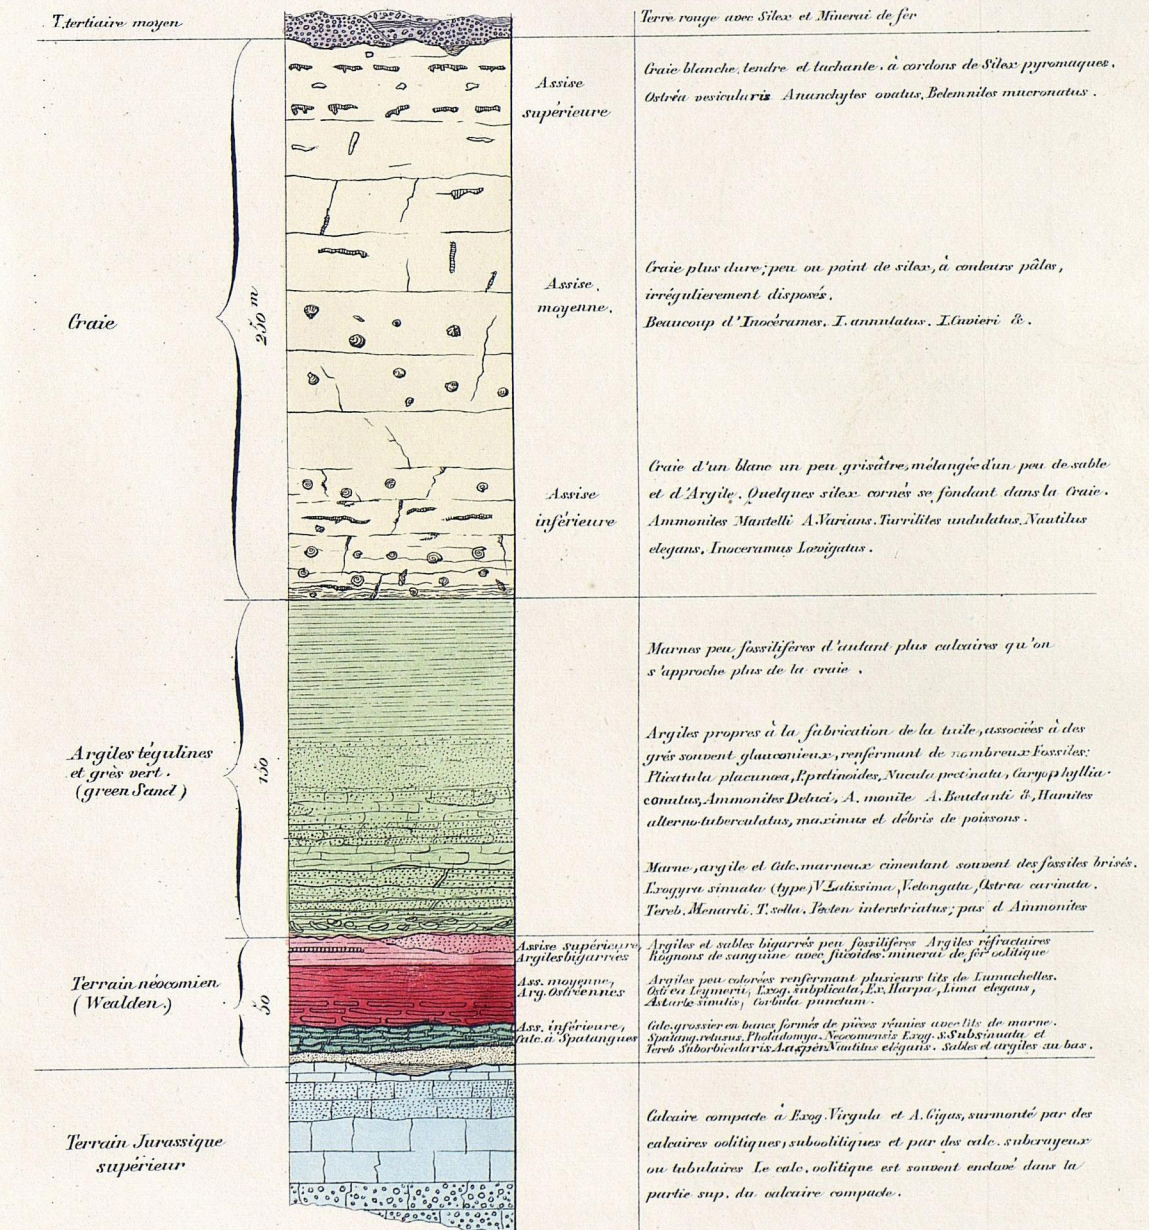 T. tertiaire moyen
Terre rouge avec Silex et Minerai de fer
Craie
250 m
Assise
supérieure
Craie blanche, tendre et tachante. à cordons de Silex pyromaques.
Ostréa vesicularis Ananchytes ovatus, Belemnites mucronatus.
Assise.
moyenne.
Craie plus dure; peu ou point de silex, à couleurs pâles,
irrégulierement disposés.
Beaucoup d'Inocérames. I. annulatus. I. Cuvieri &.
Assise
inférieure
Craie d'un blanc un peu grisâtre, mélangée d'un peu de sable
et d'Argile. Quelques silex cornés se fondant dans la Craie.
Ammonites Mantelli A. Varians. Turrilites undulatus. Nautilus
elegans. Inoceramus Lœvigatus.
Argiles tégulines
et grès vert.
(green Sand)
150
Marnes peu fossilifères d'autant plus calcaires qu'on
s'approche plus de la craie.
Argiles propres à la fabrication de la tuile, associées à des
grés souvent glauconieux, renfermant de nombreux Fossiles:
Plicatula placunœa, P. pectinoides, Nucula pectinata, Caryophyllia
conulus, Ammonites Deluci, A. monile A. Beudanti &, Hamites
alterno-tuberculatus, maximus et débris de poissons.
Marne, argile et Calc. marneux cimentant souvent des fossiles brisés.
Exogyra sinuata (type) V. Latissima, V. elongata, Ostrea carinata.
Tereb. Menardi. T. sella. Pecten interstriatus; pas d Ammonites
Terrain néocomien
(Wealden.)
50
Assise supérieure,
Argiles bigarrées
Argiles et sables bigarrés peu fossilifères Argiles réfractaires
Rognons de sanguine avec fucoides. minerai de fer oolitique
Ass. moyenne,
Arg. Ostréennes
Argiles peu colorées renfermant plusieurs lits de Lumachelles.
Ostrea Leymerii, Exog. subplicata, Ex. Harpa, Lima elegans,
Astarte similis, Corbula punctum.
Ass. inférieure,
Calc. à Spatangues
Calc. grossier en bancs formés de pièces réunies avec lits de marne.
Spatang. retusus. Pholadomya. Neocomensis Exog. S. Subsinuata et
Tereb Suborbicularis A. asper Nautilus elégans. Sables et argiles au bas.
Terrain Jurassique
supérieur
Calcaire compacte à Exog. Virgula et A. Gigas, surmonté par des
calcaires oolitiques; suboolitiques et par des calc. subcrayeux
ou tubulaires Le calc. oolitique est souvent enclavé dans la
partie sup. du calcaire compacte.